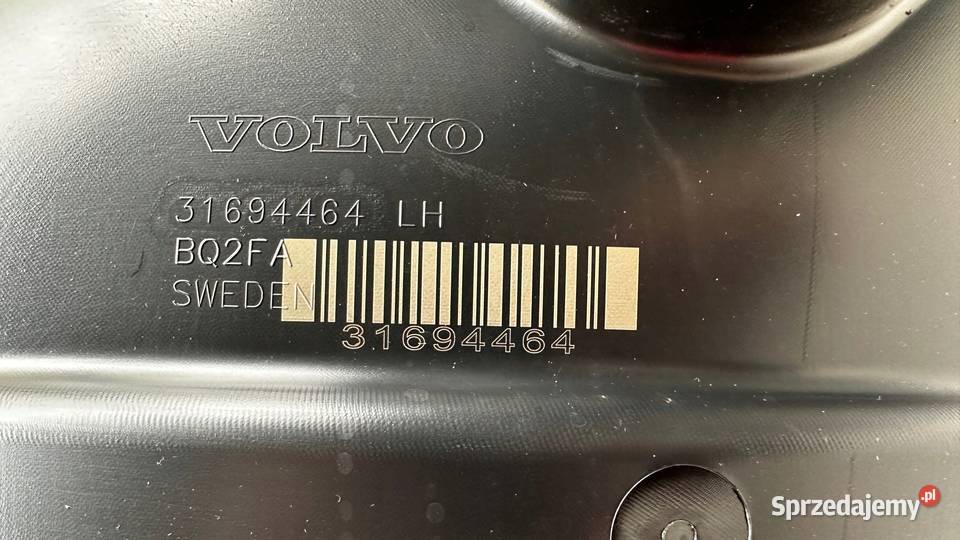 VOLVO
31694464 LH
BQ2FA
SWEDEN
31694464
Sprzedajemy.pl